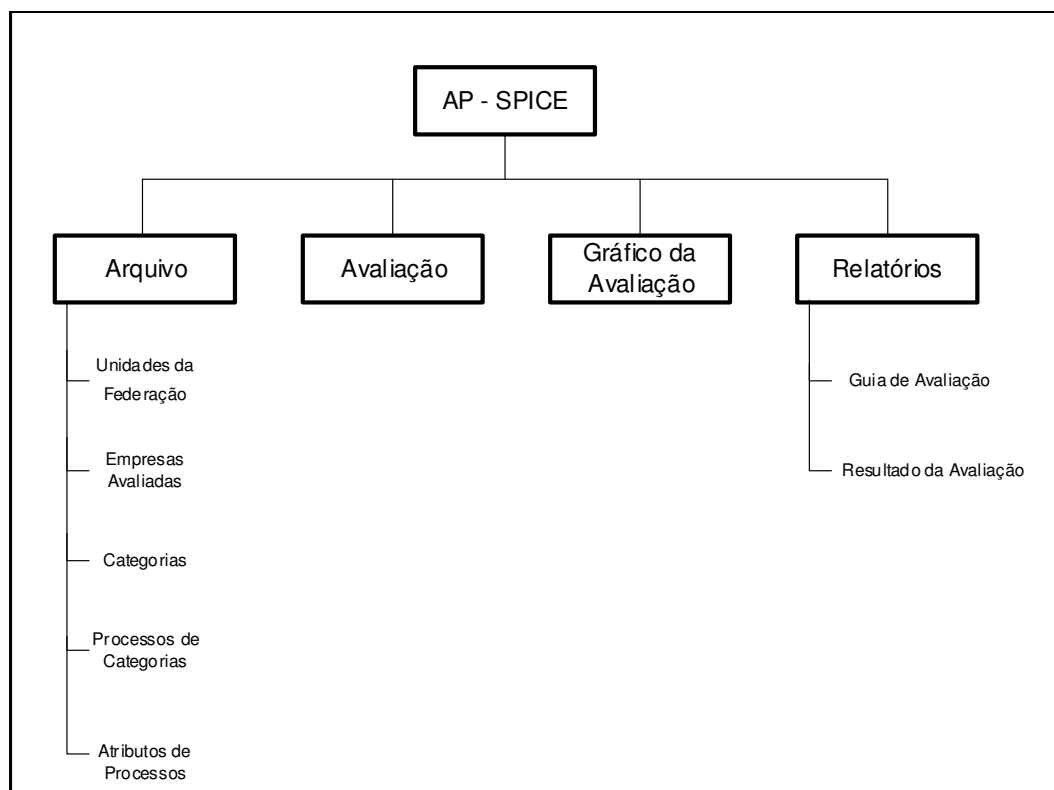 AP - SPICE
Arquivo
Avaliação
Gráfico da
Avaliação
Relatórios
Unidades da
Federação
Empresas
Avaliadas
Categorias
Processos de
Categorias
Atributos de
Processos
Guia de Avaliação
Resultado da Avaliação